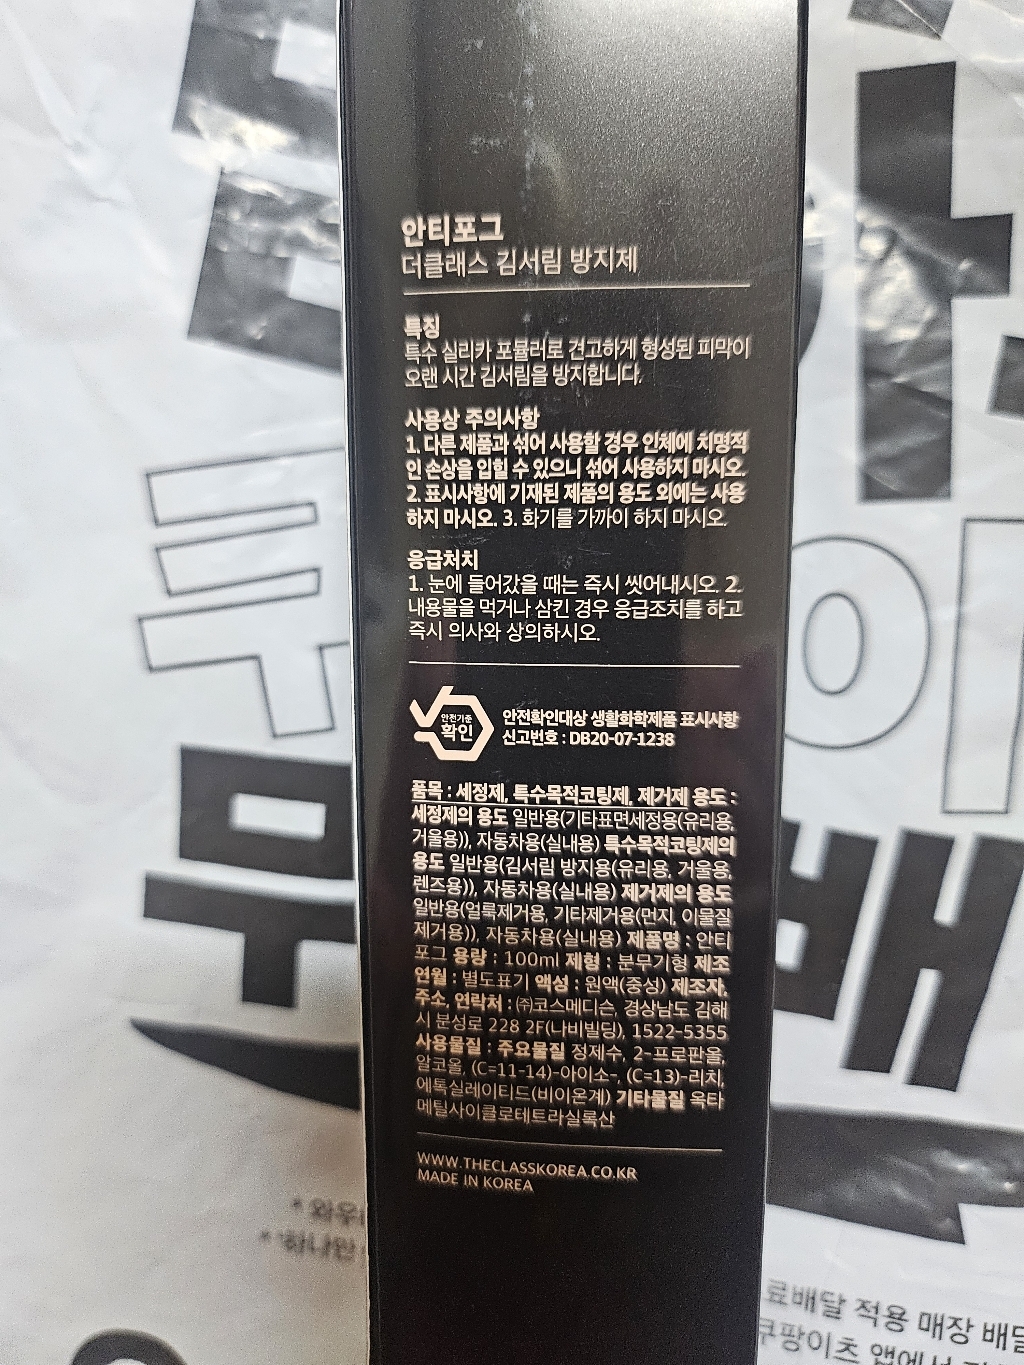 안티포그
더클래스 김서림 방지제
특징
특수 실리카 포뮬러로 견고하게 형성된 피막이
오랜 시간 김서림을 방지합니다.
사용상 주의사항
1. 다른 제품과 섞어 사용할 경우 인체에 치명적
인 손상을 입힐 수 있으니 섞어 사용하지 마시오.
2. 표시사항에 기재된 제품의 용도 외에는 사용
하지 마시오. 3. 화기를 가까이 하지 마시오.
응급처치
1. 눈에 들어갔을 때는 즉시 씻어내시오. 2.
내용물을 먹거나 삼킨 경우 응급조치를 하고
즉시 의사와 상의하시오.
안전기준
확인
안전확인대상 생활화학제품 표시사항
신고번호 : DB20-07-1238
품목 : 세정제, 특수목적코팅제, 제거제 용도 :
세정제의 용도 일반용(기타표면세정용(유리용,
거울용)), 자동차용(실내용) 특수목적코팅제의
용도 일반용(김서림 방지용(유리용, 거울용,
렌즈용)), 자동차용(실내용) 제거제의 용도
일반용(얼룩제거용, 기타제거용(먼지, 이물질
제거용)), 자동차용(실내용) 제품명 : 안티
포그 용량 : 100ml 제형 : 분무기형 제조
연월 : 별도표기 액성 : 원액(중성) 제조자,
주소, 연락처 : ㈜코스메디슨, 경상남도 김해
시 분성로 228 2F(나비빌딩), 1522-5355
사용물질 : 주요물질 정제수, 2-프로판올,
알코올, (C=11-14)-아이소-, (C=13)-리치,
에톡실레이티드(비이온계) 기타물질 옥타
메틸사이클로테트라실록산
WWW.THECLASSKOREA.CO.KR
MADE IN KOREA
무
배
* 와우
* 하나만
료배달 적용 매장 배달
쿠팡이츠 앱에서